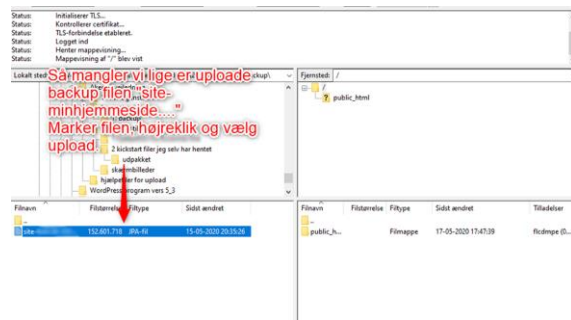 Status: Initialiserer TLS...
Status: Kontrollerer certifikat...
Status: TLS-forbindelse etableret.
Status: Logget ind
Status: Henter mappevisning...
Status: Mappevisning af "/" blev vist
Lokalt sted
ckup\
Fjernsted: /
Så mangler vi lige er uploade
backup filen "site-
minhjemmeside...."
Marker filen, højreklik og vælg
upload
/
? public_html
2 kickstart filer jeg selv har hentet
udpakket
skærmbilleder
hjælpefiler for upload
WordPress program vers 5_3
Filnavn Filstørrelse Filtype Sidst ændret
..
site 152.601.718 JPA-fil 15-05-2020 20:35:26
Filnavn Filstørrelse Filtype Sidst ændret Tilladelser
..
public_h... Filmappe 17-05-2020 17:47:39 flcdmpe (0...